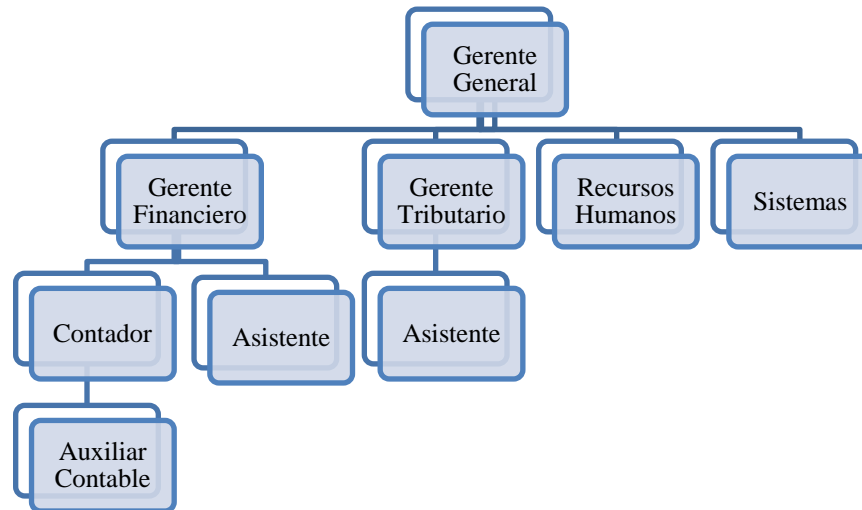 Gerente
General
Gerente
Financiero
Gerente
Tributario
Recursos
Humanos
Sistemas
Contador
Asistente
Asistente
Auxiliar
Contable